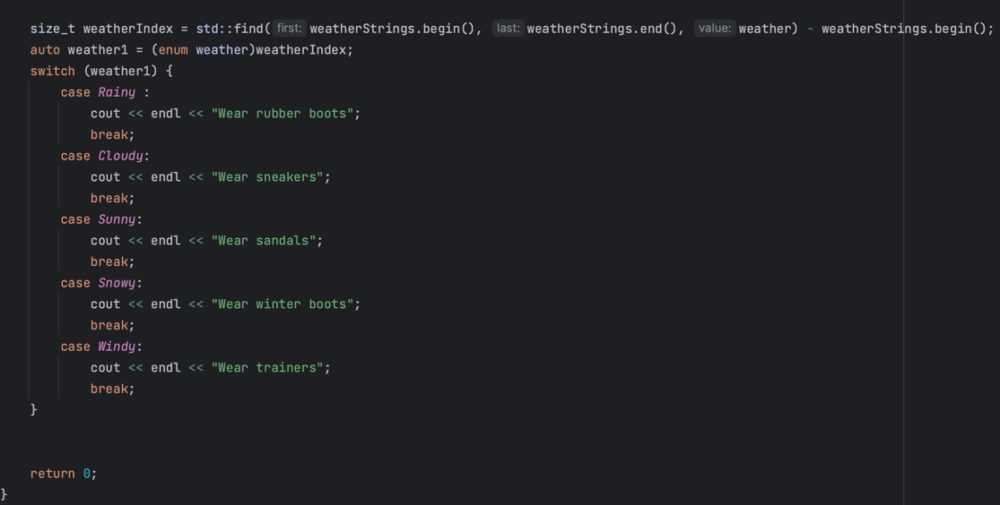 size_t weatherIndex = std::find( first: weatherStrings.begin(), last: weatherStrings.end(), value: weather) - weatherStrings.begin();
auto weather1 = (enum weather)weatherIndex;
switch (weather1) {
case Rainy :
cout << endl << "Wear rubber boots";
break;
case Cloudy:
cout << endl << "Wear sneakers";
break;
case Sunny:
cout << endl << "Wear sandals";
break;
case Snowy:
cout << endl << "Wear winter boots";
break;
case Windy:
cout << endl << "Wear trainers";
break;
}
return 0;
}